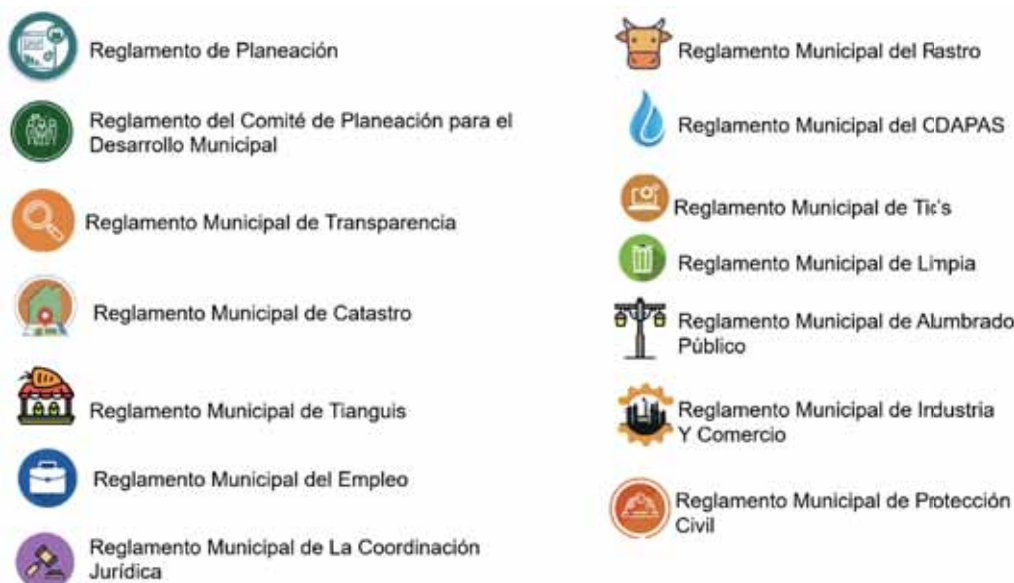 Reglamento de Planeación
Reglamento del Comité de Planeación para el
Desarrollo Municipal
Reglamento Municipal de Transparencia
Reglamento Municipal de Catastro
Reglamento Municipal de Tianguis
Reglamento Municipal del Empleo
Reglamento Municipal de La Coordinación
Jurídica
Reglamento Municipal del Rastro
Reglamento Municipal del ODAPAS
Reglamento Municipal de Tic's
Reglamento Municipal de Limpia
Reglamento Municipal de Alumbrado
Público
Reglamento Municipal de Industria
Y Comercio
Reglamento Municipal de Protección
Civil